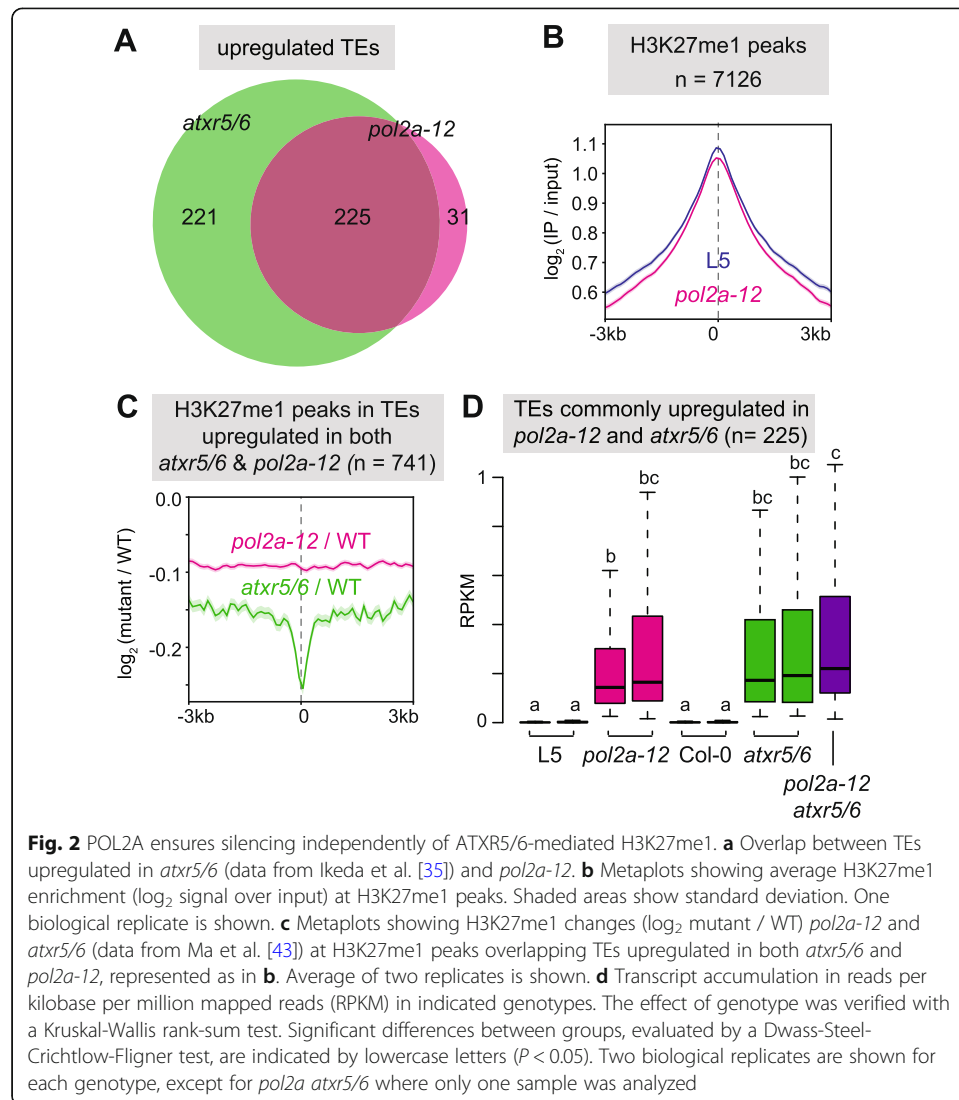 A
upregulated TEs
atxr5/6
pol2a-12
221
225
31
B
H3K27me1 peaks
n = 7126
log2 (IP / input)
1.1
1.0
0.9
0.8
0.7
0.6
L5
pol2a-12
-3kb
0
3kb
C
H3K27me1 peaks in TEs
upregulated in both
atxr5/6 & pol2a-12 (n = 741)
log2 (mutant / WT)
0.0
-0.1
-0.2
pol2a-12 / WT
atxr5/6 / WT
-3kb
0
3kb
D
TEs commonly upregulated in
pol2a-12 and atxr5/6 (n= 225)
RPKM
1
0
a
a
b
bc
a
a
bc
bc
c
L5
pol2a-12
Col-0
atxr5/6
pol2a-12
atxr5/6
Fig. 2 POL2A ensures silencing independently of ATXR5/6-mediated H3K27me1. a Overlap between TEs
upregulated in atxr5/6 (data from Ikeda et al. [35]) and pol2a-12. b Metaplots showing average H3K27me1
enrichment (log2 signal over input) at H3K27me1 peaks. Shaded areas show standard deviation. One
biological replicate is shown. c Metaplots showing H3K27me1 changes (log2 mutant / WT) pol2a-12 and
atxr5/6 (data from Ma et al. [43]) at H3K27me1 peaks overlapping TEs upregulated in both atxr5/6 and
pol2a-12, represented as in b. Average of two replicates is shown. d Transcript accumulation in reads per
kilobase per million mapped reads (RPKM) in indicated genotypes. The effect of genotype was verified with
a Kruskal-Wallis rank-sum test. Significant differences between groups, evaluated by a Dwass-Steel-
Crichtlow-Fligner test, are indicated by lowercase letters (P < 0.05). Two biological replicates are shown for
each genotype, except for pol2a atxr5/6 where only one sample was analyzed